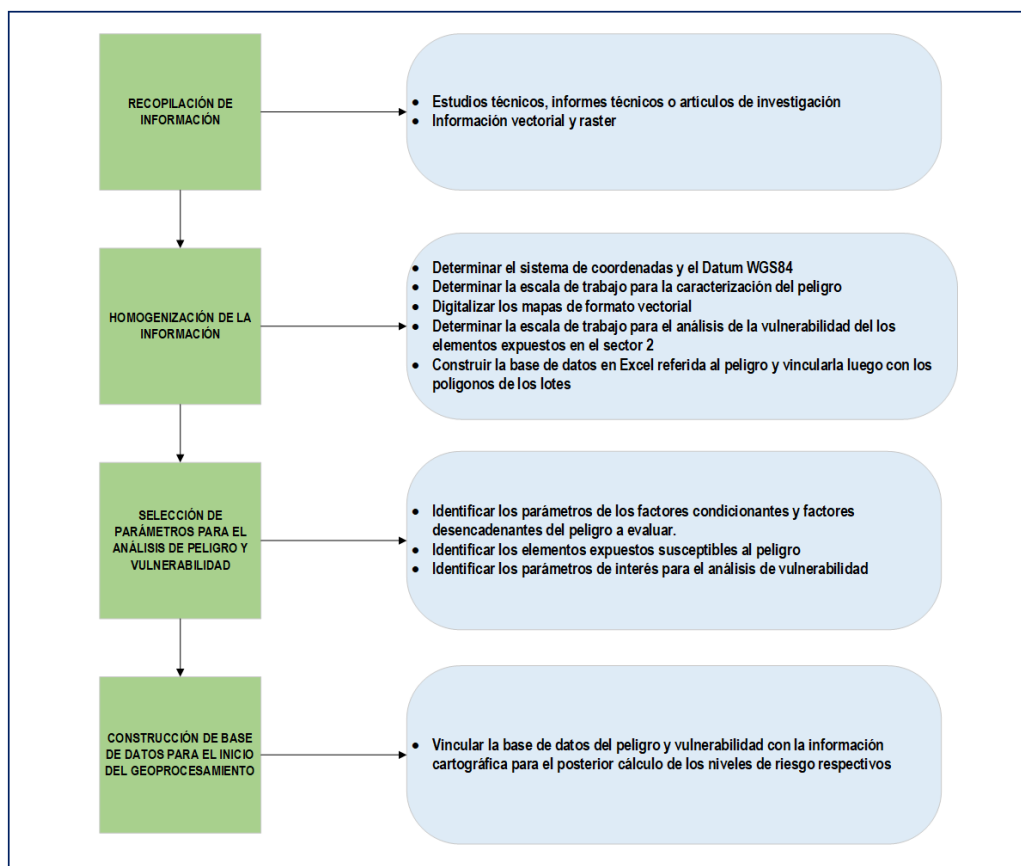 RECOPILACIÓN DE
INFORMACIÓN
• Estudios técnicos, informes técnicos o artículos de investigación
• Información vectorial y raster
HOMOGENIZACIÓN DE LA
INFORMACIÓN
• Determinar el sistema de coordenadas y el Datum WGS84
• Determinar la escala de trabajo para la caracterización del peligro
• Digitalizar los mapas de formato vectorial
• Determinar la escala de trabajo para el análisis de la vulnerabilidad del los
elementos expuestos en el sector 2
• Construir la base de datos en Excel referida al peligro y vincularla luego con los
poligonos de los lotes
SELECCIÓN DE
PARÁMETROS PARA EL
ANÁLISIS DE PELIGRO Y
VULNERABILIDAD
• Identificar los parámetros de los factores condicionantes y factores
desencadenantes del peligro a evaluar.
• Identificar los elementos expuestos susceptibles al peligro
• Identificar los parámetros de interés para el análisis de vulnerabilidad
CONSTRUCCIÓN DE BASE
DE DATOS PARA EL INICIO
DEL GEOPROCESAMIENTO
• Vincular la base de datos del peligro y vulnerabilidad con la información
cartográfica para el posterior cálculo de los niveles de riesgo respectivos